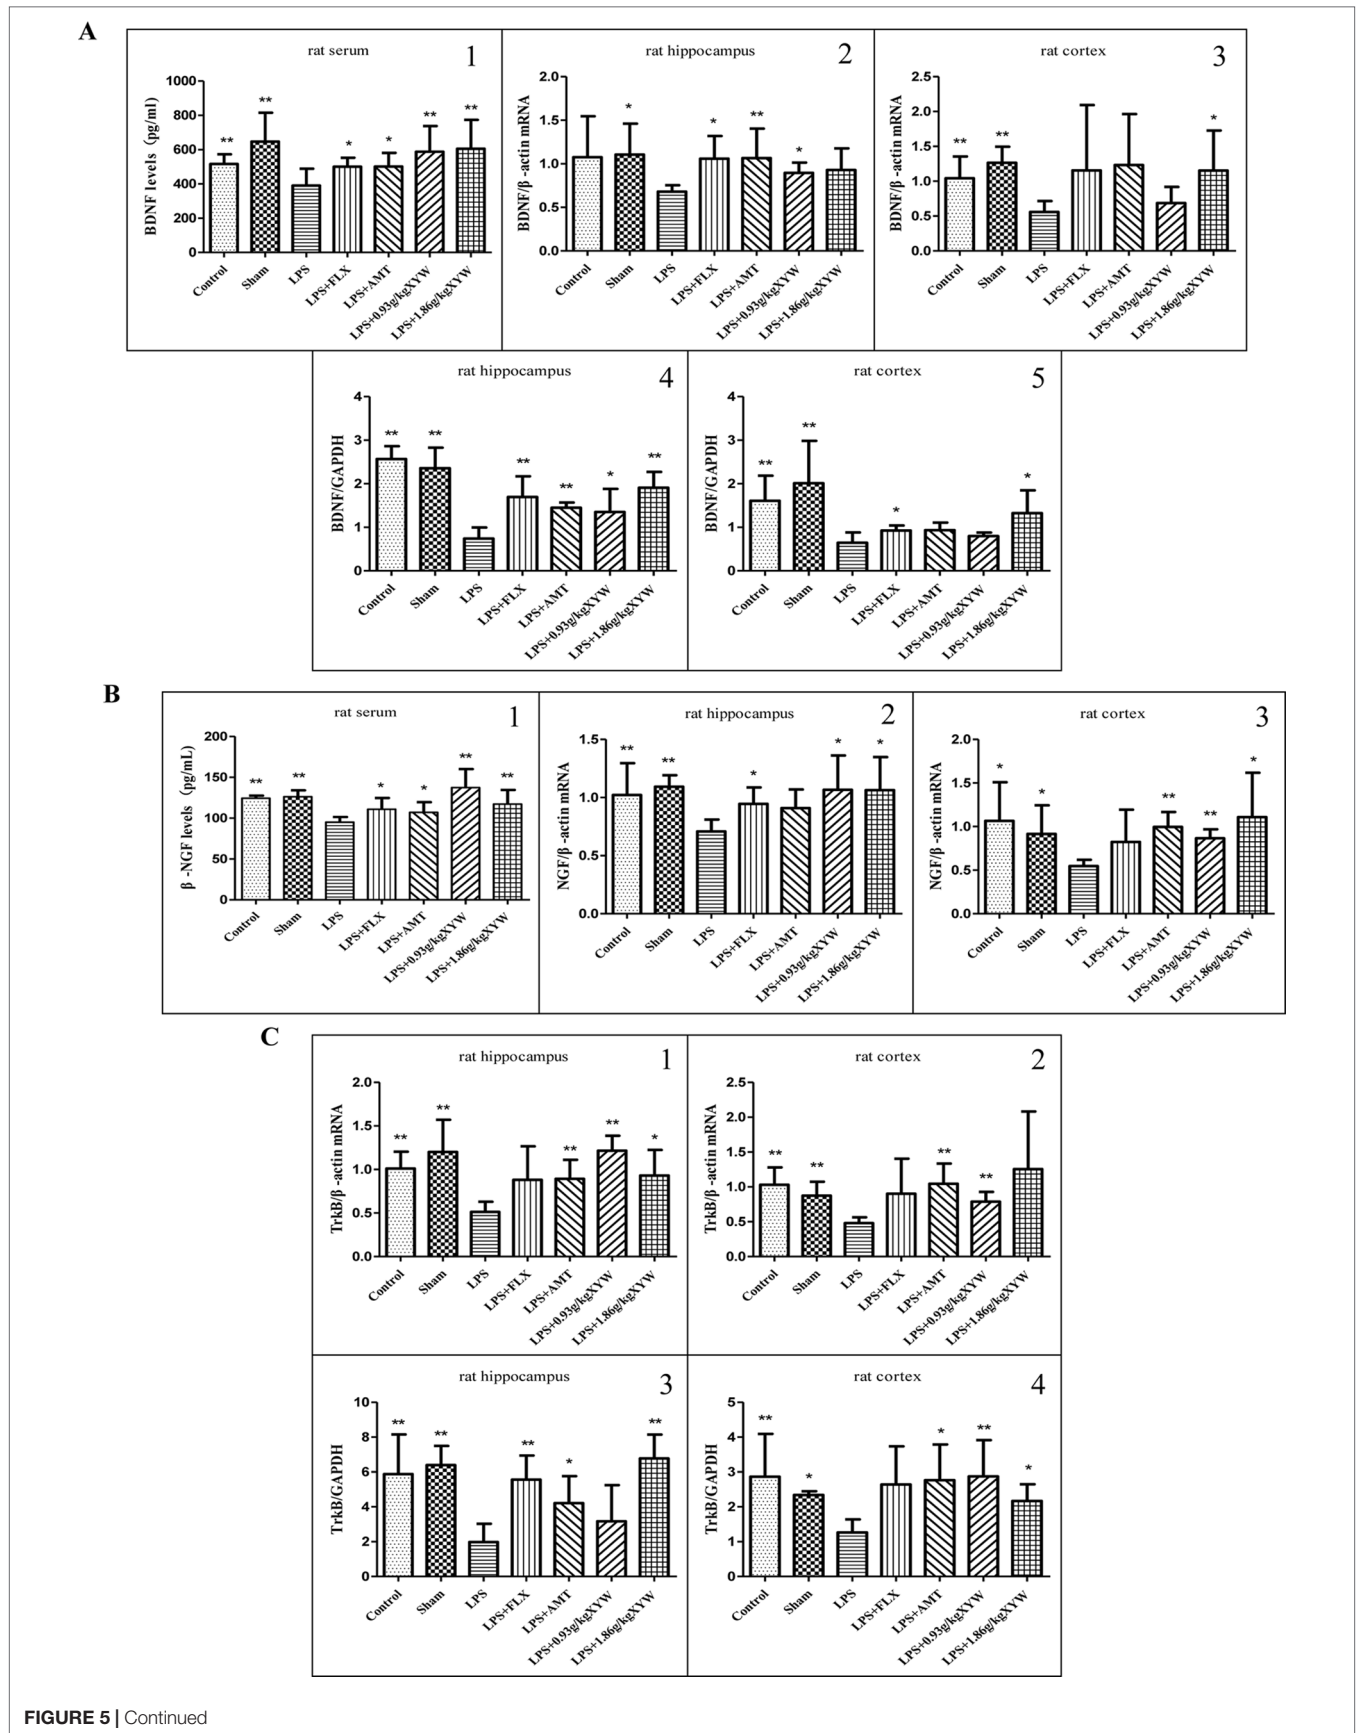 A
rat serum
1
BDNF levels (pg/ml)
1000
800
600
400
200
0
** ** * * ** **
Control Sham LPS LPS+FLX LPS+AMT LPS+0.93g/kgXYW LPS+1.86g/kgXYW
rat hippocampus
2
BDNF/β -actin mRNA
2.0
1.5
1.0
0.5
0.0
* * ** *
Control Sham LPS LPS+FLX LPS+AMT LPS+0.93g/kgXYW LPS+1.86g/kgXYW
rat cortex
3
BDNF/β -actin mRNA
2.5
2.0
1.5
1.0
0.5
0.0
** ** *
Control Sham LPS LPS+FLX LPS+AMT LPS+0.93g/kgXYW LPS+1.86g/kgXYW
rat hippocampus
4
BDNF/GAPDH
4
3
2
1
0
** ** ** ** * **
Control Sham LPS LPS+FLX LPS+AMT LPS+0.93g/kgXYW LPS+1.86g/kgXYW
rat cortex
5
BDNF/GAPDH
4
3
2
1
0
** ** * *
Control Sham LPS LPS+FLX LPS+AMT LPS+0.93g/kgXYW LPS+1.86g/kgXYW
B
rat serum
1
β -NGF levels (pg/mL)
200
150
100
50
0
** ** * * ** **
Control Sham LPS LPS+FLX LPS+AMT LPS+0.93g/kgXYW LPS+1.86g/kgXYW
rat hippocampus
2
NGF/β -actin mRNA
1.5
1.0
0.5
0.0
** ** * * *
Control Sham LPS LPS+FLX LPS+AMT LPS+0.93g/kgXYW LPS+1.86g/kgXYW
rat cortex
3
NGF/β -actin mRNA
2.0
1.5
1.0
0.5
0.0
* * ** ** *
Control Sham LPS LPS+FLX LPS+AMT LPS+0.93g/kgXYW LPS+1.86g/kgXYW
C
rat hippocampus
1
TrkB/β -actin mRNA
2.0
1.5
1.0
0.5
0.0
** ** ** ** *
Control Sham LPS LPS+FLX LPS+AMT LPS+0.93g/kgXYW LPS+1.86g/kgXYW
rat cortex
2
TrkB/β -actin mRNA
2.5
2.0
1.5
1.0
0.5
0.0
** ** ** **
Control Sham LPS LPS+FLX LPS+AMT LPS+0.93g/kgXYW LPS+1.86g/kgXYW
rat hippocampus
3
TrkB/GAPDH
10
8
6
4
2
0
** ** ** * **
Control Sham LPS LPS+FLX LPS+AMT LPS+0.93g/kgXYW LPS+1.86g/kgXYW
rat cortex
4
TrkB/GAPDH
5
4
3
2
1
0
** * * ** *
Control Sham LPS LPS+FLX LPS+AMT LPS+0.93g/kgXYW LPS+1.86g/kgXYW
FIGURE 5 | Continued